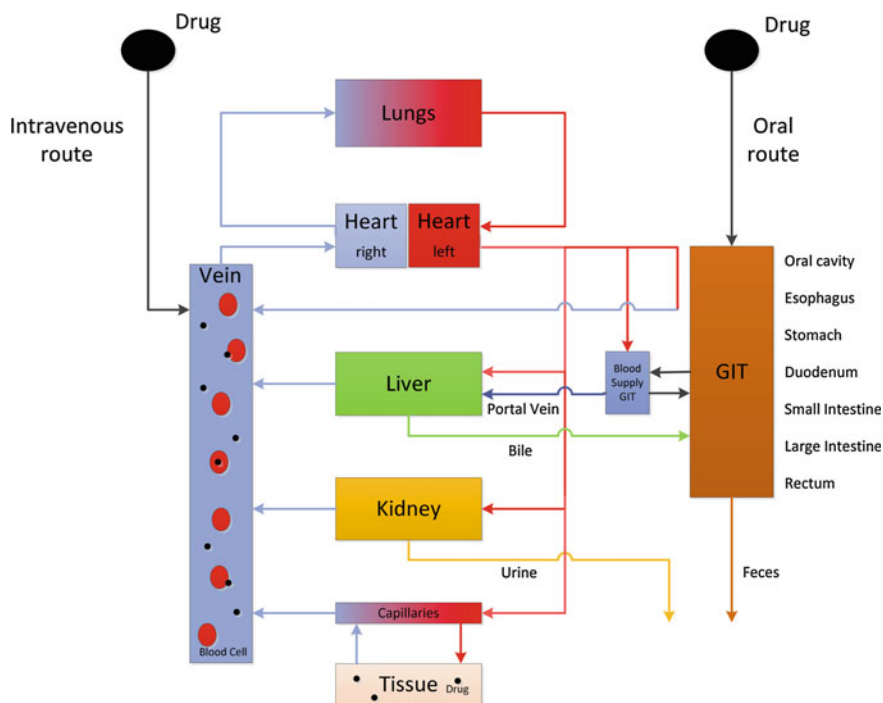 Drug
Drug
Intravenous
route
Oral
route
Lungs
Heart
right
Heart
left
Vein
Oral cavity
Esophagus
Stomach
Duodenum
Small Intestine
Large Intestine
Rectum
GIT
Blood
Supply
GIT
Liver
Portal Vein
Bile
Kidney
Urine
Feces
Capillaries
Blood Cell
Tissue
Drug